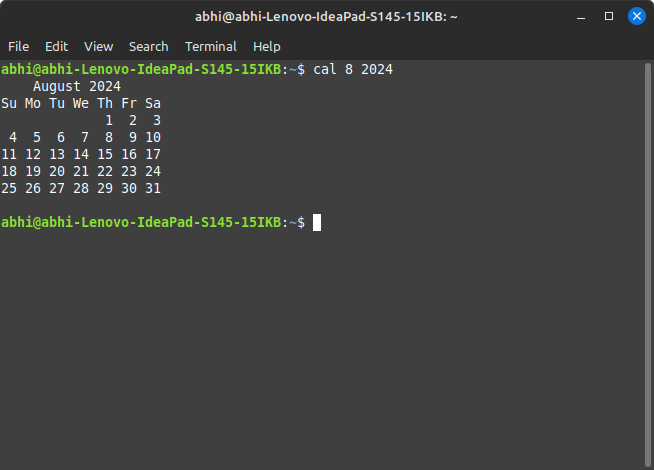 abhi@abhi-Lenovo-IdeaPad-S145-15IKB: ~
File Edit View Search Terminal Help
abhi@abhi-Lenovo-IdeaPad-S145-15IKB:~$ cal 8 2024
    August 2024
Su Mo Tu We Th Fr Sa
             1  2  3
 4  5  6  7  8  9 10
11 12 13 14 15 16 17
18 19 20 21 22 23 24
25 26 27 28 29 30 31
abhi@abhi-Lenovo-IdeaPad-S145-15IKB:~$